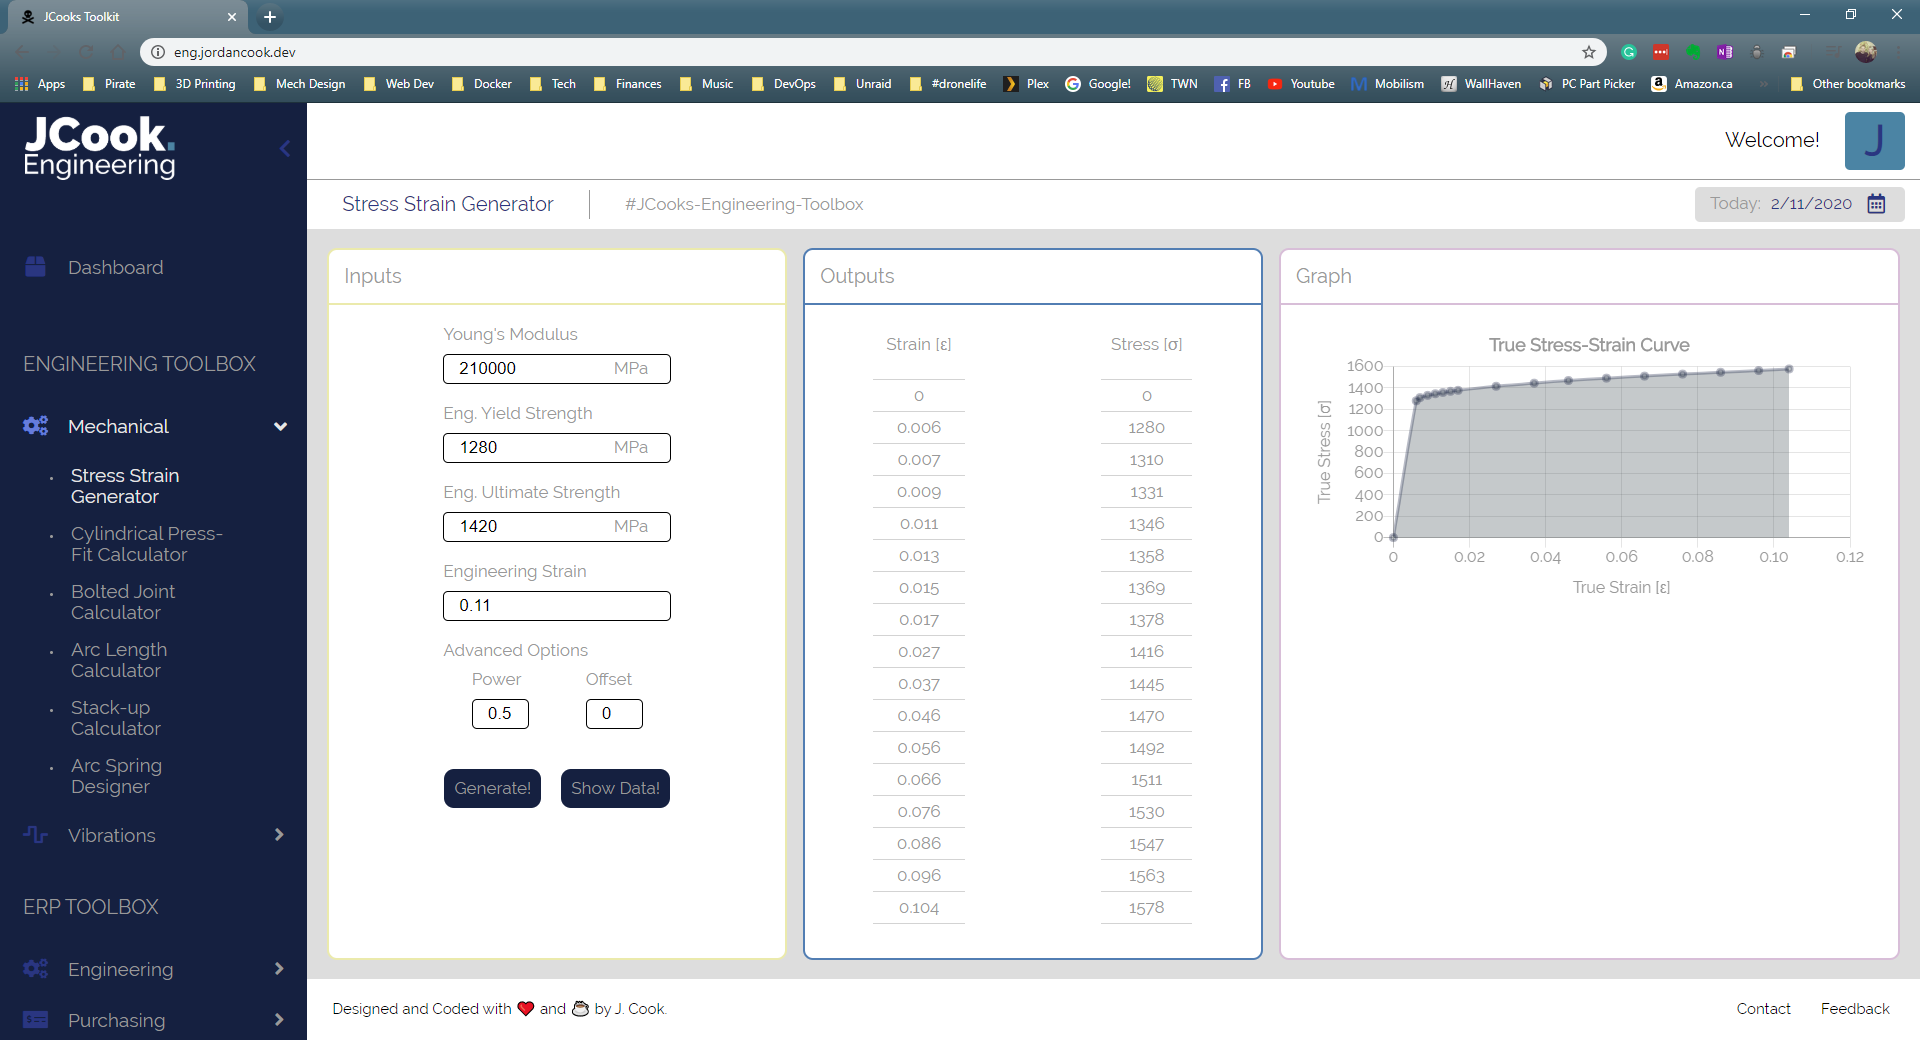 JCooks Toolkit
eng.jordancook.dev
Apps Pirate 3D Printing Mech Design Web Dev Docker Tech Finances Music DevOps Unraid #dronelife Plex Google! TWN FB Youtube Mobilism WallHaven PC Part Picker Amazon.ca » Other bookmarks
JCook.
Engineering
Dashboard
ENGINEERING TOOLBOX
Mechanical
Stress Strain
Generator
Cylindrical Press-
Fit Calculator
Bolted Joint
Calculator
Arc Length
Calculator
Stack-up
Calculator
Arc Spring
Designer
Vibrations
ERP TOOLBOX
Engineering
Purchasing
Welcome! J
Stress Strain Generator #JCooks-Engineering-Toolbox Today: 2/11/2020
Inputs
Young's Modulus
210000 MPa
Eng. Yield Strength
1280 MPa
Eng. Ultimate Strength
1420 MPa
Engineering Strain
0.11
Advanced Options
Power Offset
0.5 0
Generate! Show Data!
Outputs
Strain [ε] Stress [σ]
0 0
0.006 1280
0.007 1310
0.009 1331
0.011 1346
0.013 1358
0.015 1369
0.017 1378
0.027 1416
0.037 1445
0.046 1470
0.056 1492
0.066 1511
0.076 1530
0.086 1547
0.096 1563
0.104 1578
Graph
True Stress-Strain Curve
True Stress [σ]
1600
1400
1200
1000
800
600
400
200
0
0 0.02 0.04 0.06 0.08 0.10 0.12
True Strain [ε]
Designed and Coded with ❤ and ☕ by J. Cook.
Contact Feedback